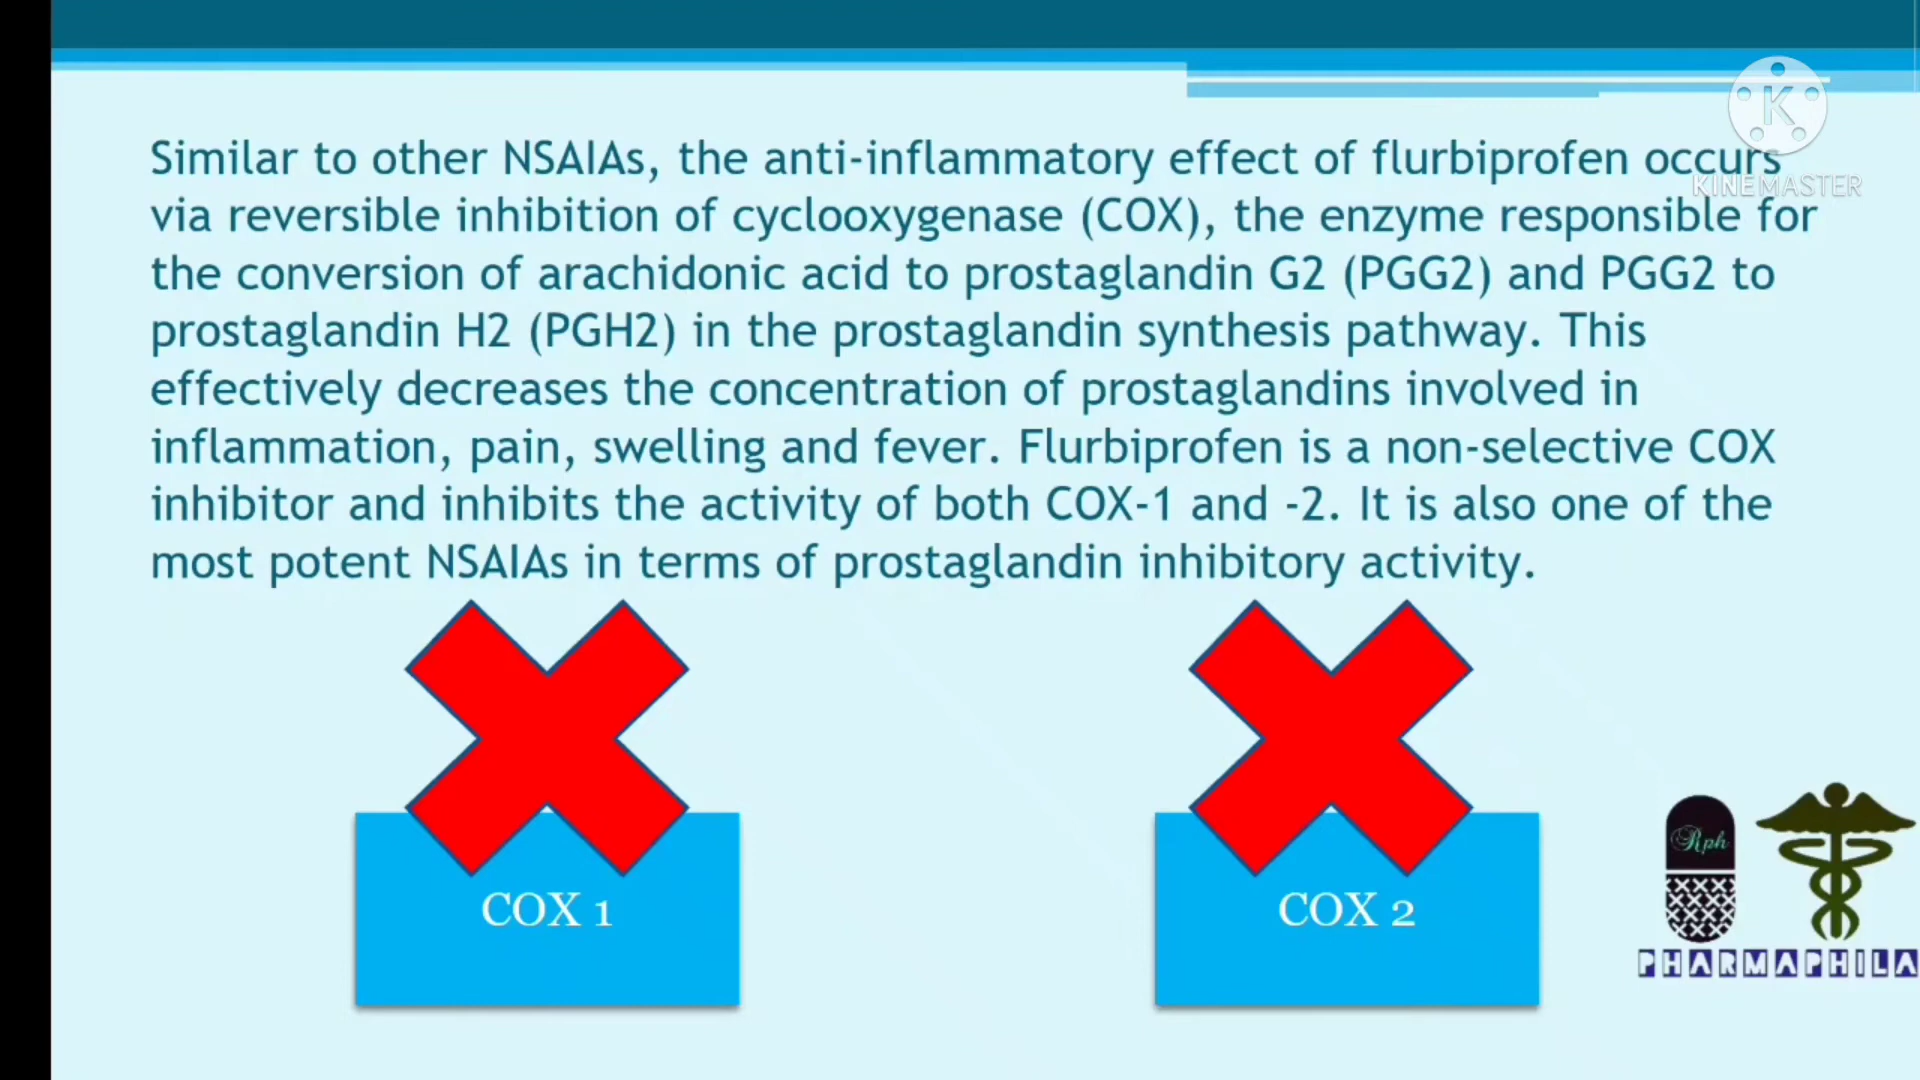 Similar to other NSAIAs, the anti-inflammatory effect of flurbiprofen occurs
via reversible inhibition of cyclooxygenase (COX), the enzyme responsible for
the conversion of arachidonic acid to prostaglandin G2 (PGG2) and PGG2 to
prostaglandin H2 (PGH2) in the prostaglandin synthesis pathway. This
effectively decreases the concentration of prostaglandins involved in
inflammation, pain, swelling and fever. Flurbiprofen is a non-selective COX
inhibitor and inhibits the activity of both COX-1 and -2. It is also one of the
most potent NSAIAs in terms of prostaglandin inhibitory activity.
COX 1
COX 2
K
KINEMASTER
Rph
PHARMAPHILA